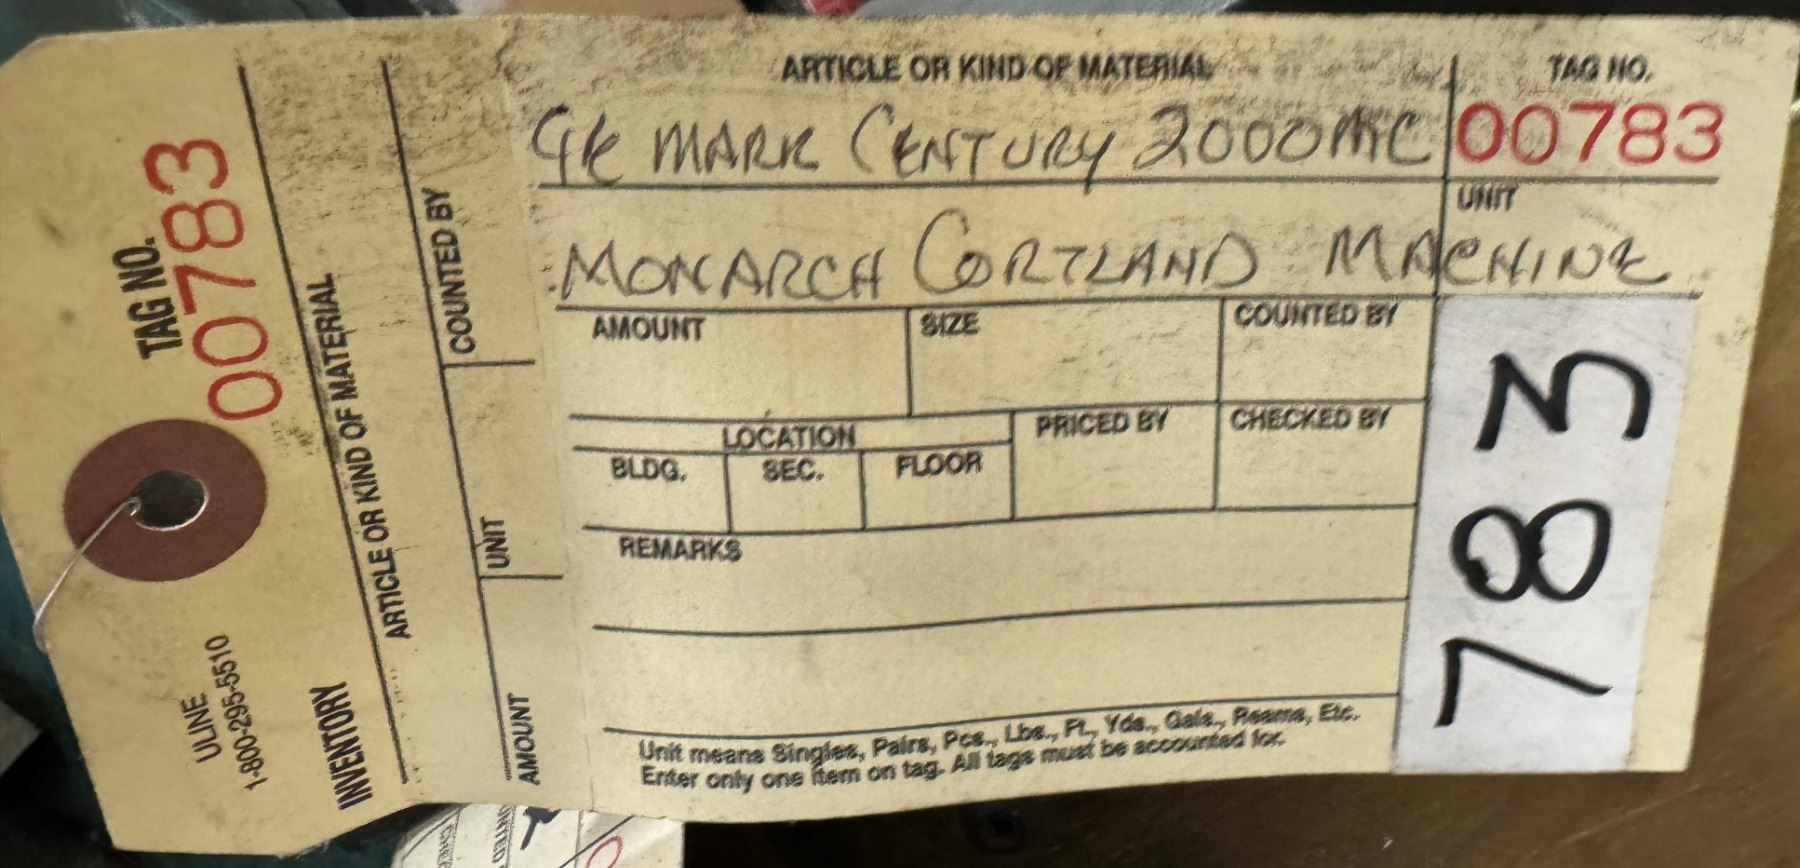 TAG NO.
00783
ULINE
1-800-295-5510
INVENTORY
ARTICLE OR KIND OF MATERIAL
COUNTED BY
UNIT
AMOUNT
ARTICLE OR KIND OF MATERIAL
TAG NO.
GE MARK CENTURY 2000MC
00783
UNIT
MONARCH CORTLAND MACHINE
AMOUNT
SIZE
COUNTED BY
LOCATION
PRICED BY
CHECKED BY
BLDG.
SEC.
FLOOR
REMARKS
783
Unit means Singles, Pairs, Pcs., Lbs., Ft., Yds., Gals., Reams, Etc.
Enter only one item on tag. All tags must be accounted for.